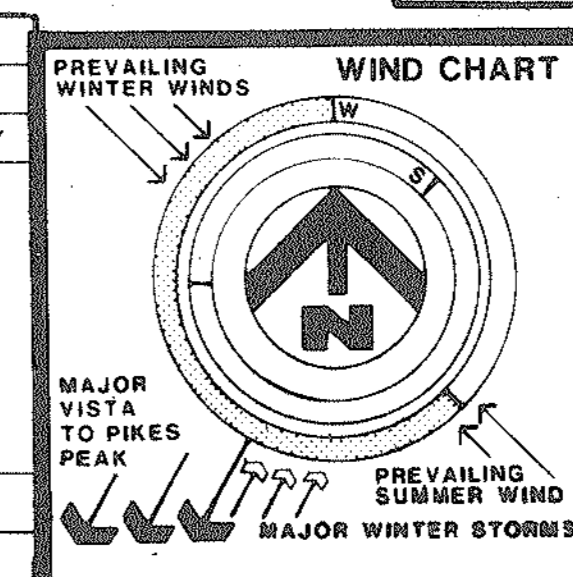 WIND CHART
PREVAILING
WINTER WINDS
W
S
N
MAJOR
VISTA
TO PIKES
PEAK
PREVAILING
SUMMER WIND
MAJOR WINTER STORMS